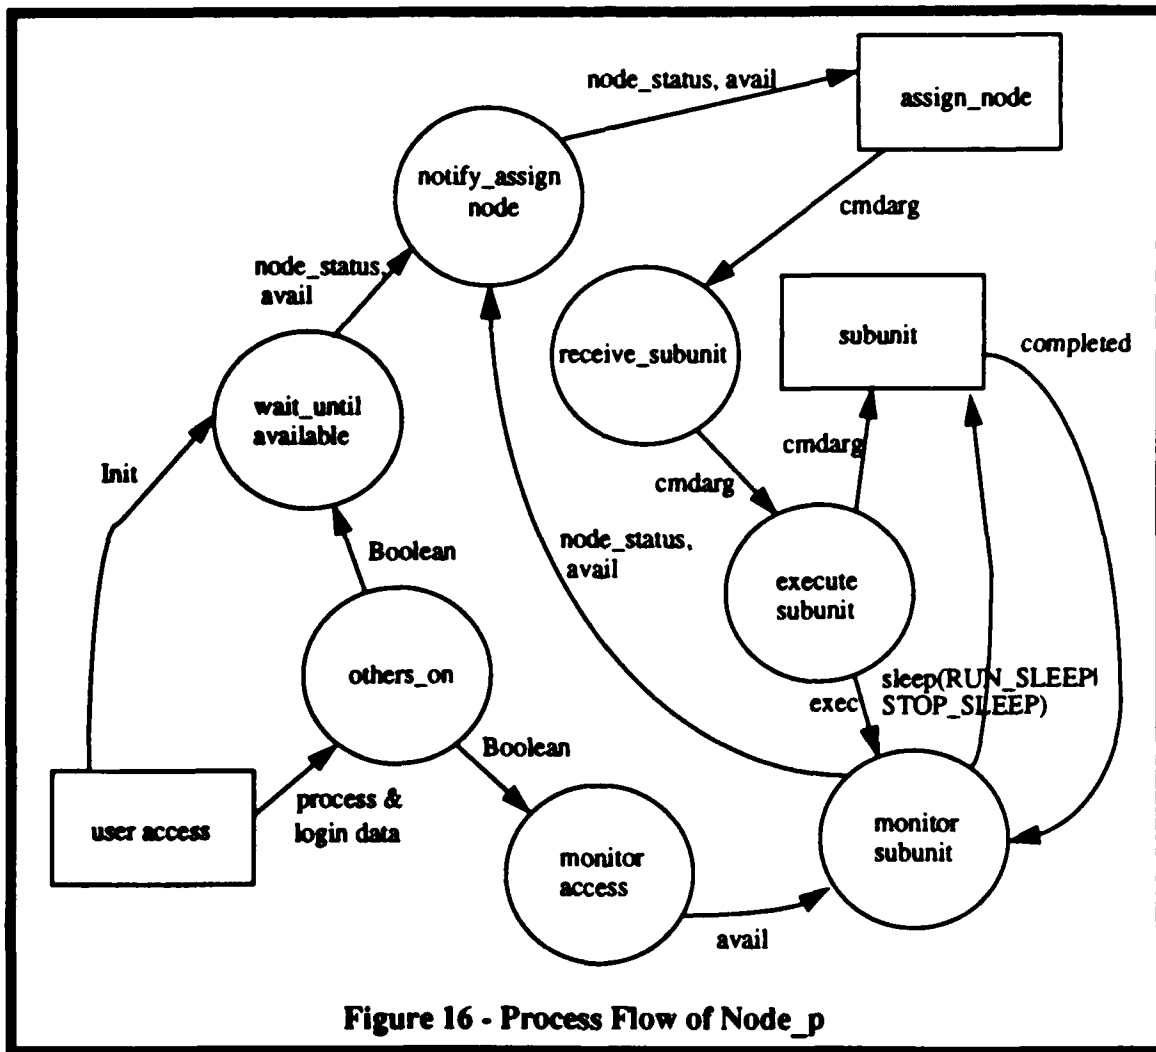 node_status, avail
assign_node
notify_assign
node
cmdarg
node_status,
avail
receive_subunit
subunit
completed
wait_until
available
Init
cmdarg
cmdarg
Boolean
node_status,
avail
execute
subunit
others_on
sleep(RUN_SLEEP|
STOP_SLEEP)
exec
Boolean
user access
process &
login data
monitor
access
monitor
subunit
avail
Figure 16 - Process Flow of Node_p